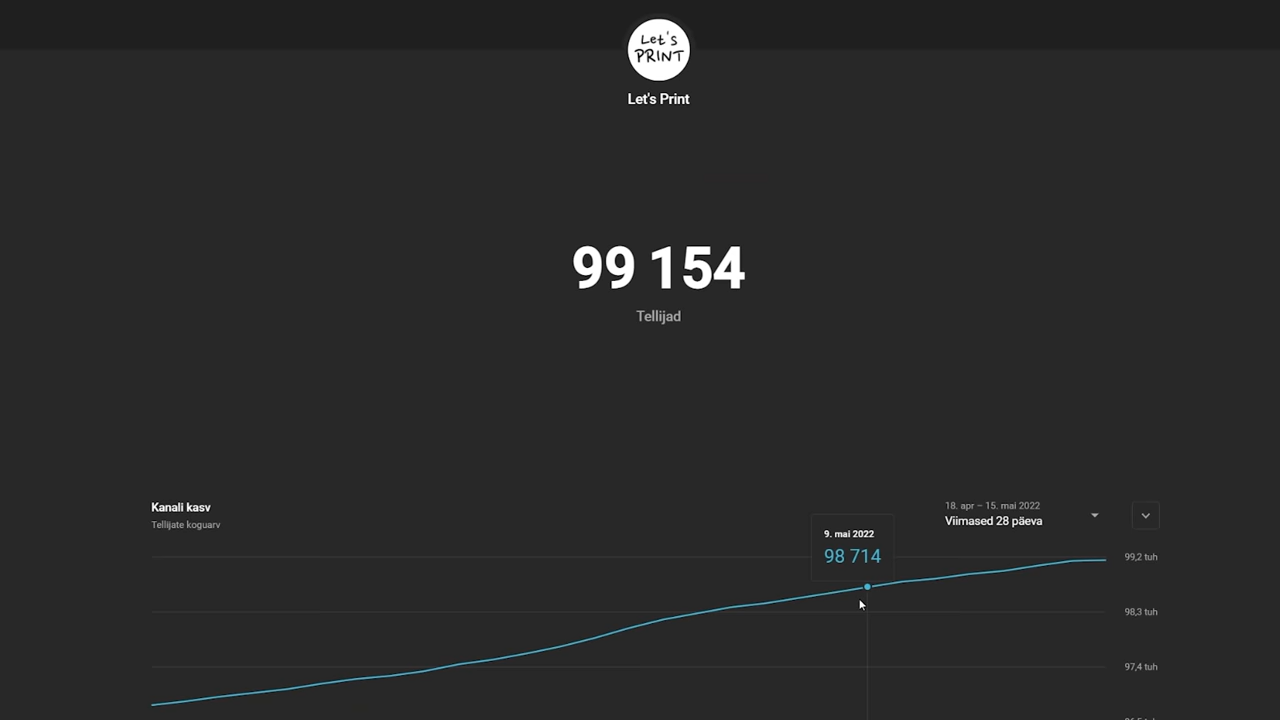 Let's
PRINT
Let's Print
99 154
Tellijad
Kanali kasv
Tellijate koguarv
18. apr – 15. mai 2022
Viimased 28 päeva
9. mai 2022
98 714
99,2 tuh
98,3 tuh
97,4 tuh